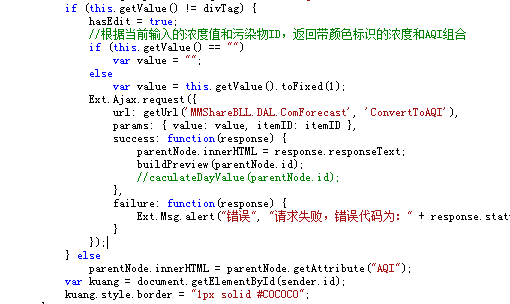 if (this.getValue() != divTag) {
hasEdit = true;
//根据当前输入的浓度值和污染物ID，返回带颜色标识的浓度和AQI组合
if (this.getValue() == "")
var value = "";
else
var value = this.getValue().toFixed(1);
Ext.Ajax.request({
url: getUrl('MMShareBLL.DAL.ComForecast', 'ConvertToAQI'),
params: { value: value, itemID: itemID },
success: function(response) {
parentNode.innerHTML = response.responseText;
buildPreview(parentNode.id);
//caculateDayValue(parentNode.id);
},
failure: function(response) {
Ext.Msg.alert("错误", "请求失败，错误代码为：" + response.stat
}
});
} else
parentNode.innerHTML = parentNode.getAttribute("AQI");
var kuang = document.getElementById(sender.id);
kuang.style.border = "1px solid #C0C0C0";